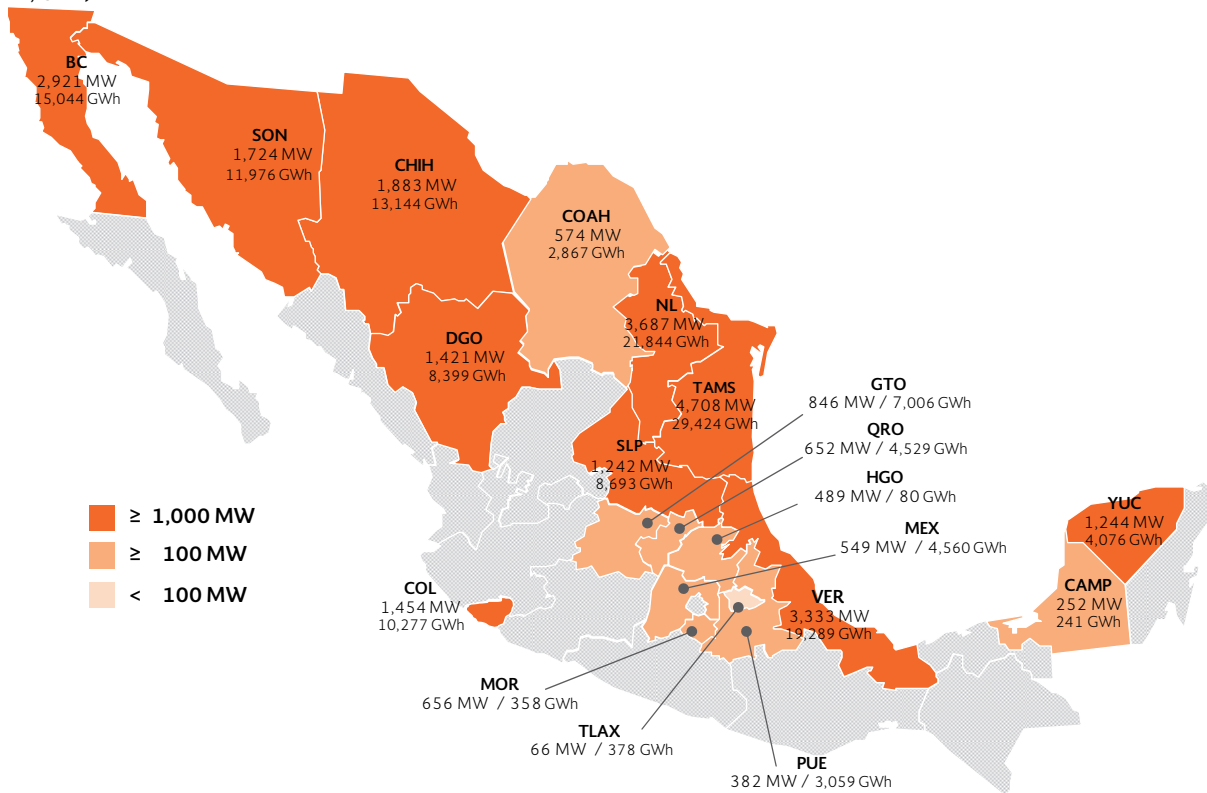 BC
2,921 MW
15,044 GWh
SON
1,724 MW
11,976 GWh
CHIH
1,883 MW
13,144 GWh
COAH
574 MW
2,867 GWh
NL
3,687 MW
21,844 GWh
DGO
1,421 MW
8,399 GWh
TAMS
4,708 MW
29,424 GWh
GTO
846 MW / 7,006 GWh
QRO
652 MW / 4,529 GWh
SLP
1,242 MW
8,693 GWh
HGO
489 MW / 80 GWh
MEX
549 MW / 4,560 GWh
YUC
1,244 MW
4,076 GWh
≥ 1,000 MW
≥ 100 MW
< 100 MW
COL
1,454 MW
10,277 GWh
VER
3,333 MW
19,289 GWh
CAMP
252 MW
241 GWh
MOR
656 MW / 358 GWh
TLAX
66 MW / 378 GWh
PUE
382 MW / 3,059 GWh